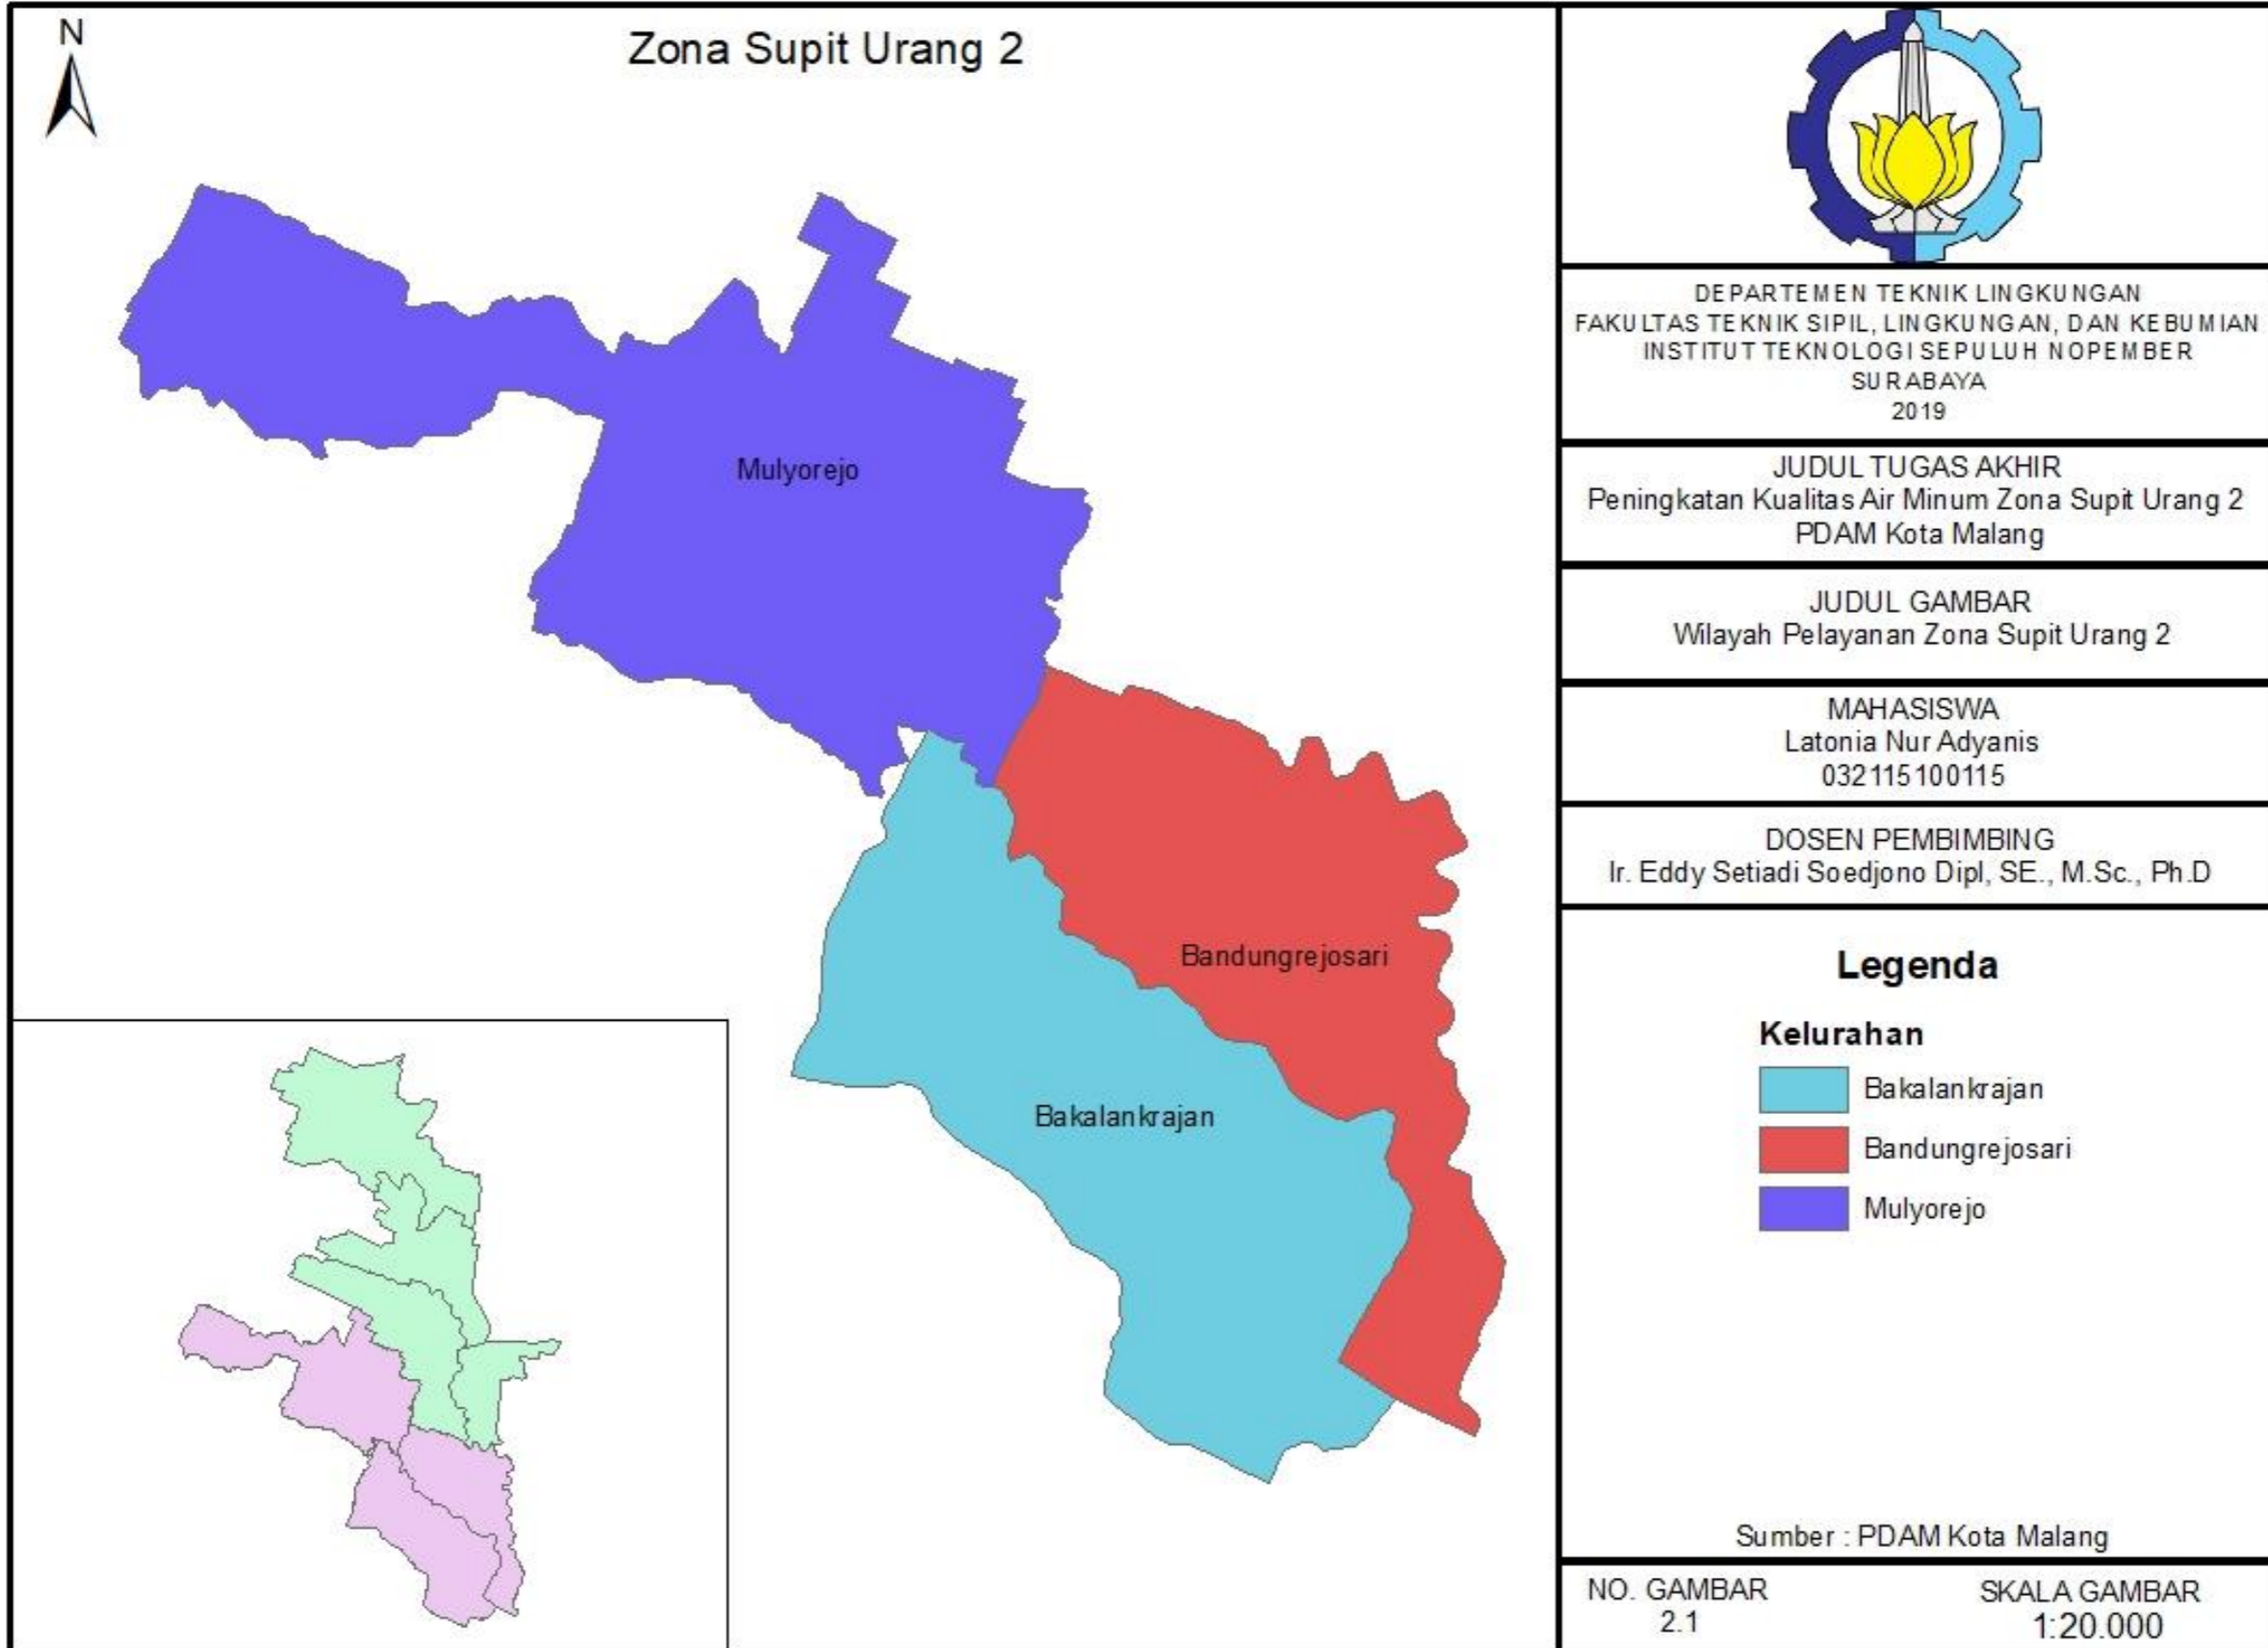 N
Zona Supit Urang 2
Mulyorejo
Bandungrejosari
Bakalankrajan
DEPARTEMEN TEKNIK LINGKUNGAN
FAKULTAS TEKNIK SIPIL, LINGKUNGAN, DAN KEBUMIAN
INSTITUT TEKNOLOGI SEPULUH NOPEMBER
SURABAYA
2019
JUDUL TUGAS AKHIR
Peningkatan Kualitas Air Minum Zona Supit Urang 2
PDAM Kota Malang
JUDUL GAMBAR
Wilayah Pelayanan Zona Supit Urang 2
MAHASISWA
Latonia Nur Adyanis
032115100115
DOSEN PEMBIMBING
Ir. Eddy Setiadi Soedjono Dipl, SE., M.Sc., Ph.D
Legenda
Kelurahan
Bakalankrajan
Bandungrejosari
Mulyorejo
Sumber : PDAM Kota Malang
NO. GAMBAR
2.1
SKALA GAMBAR
1:20.000